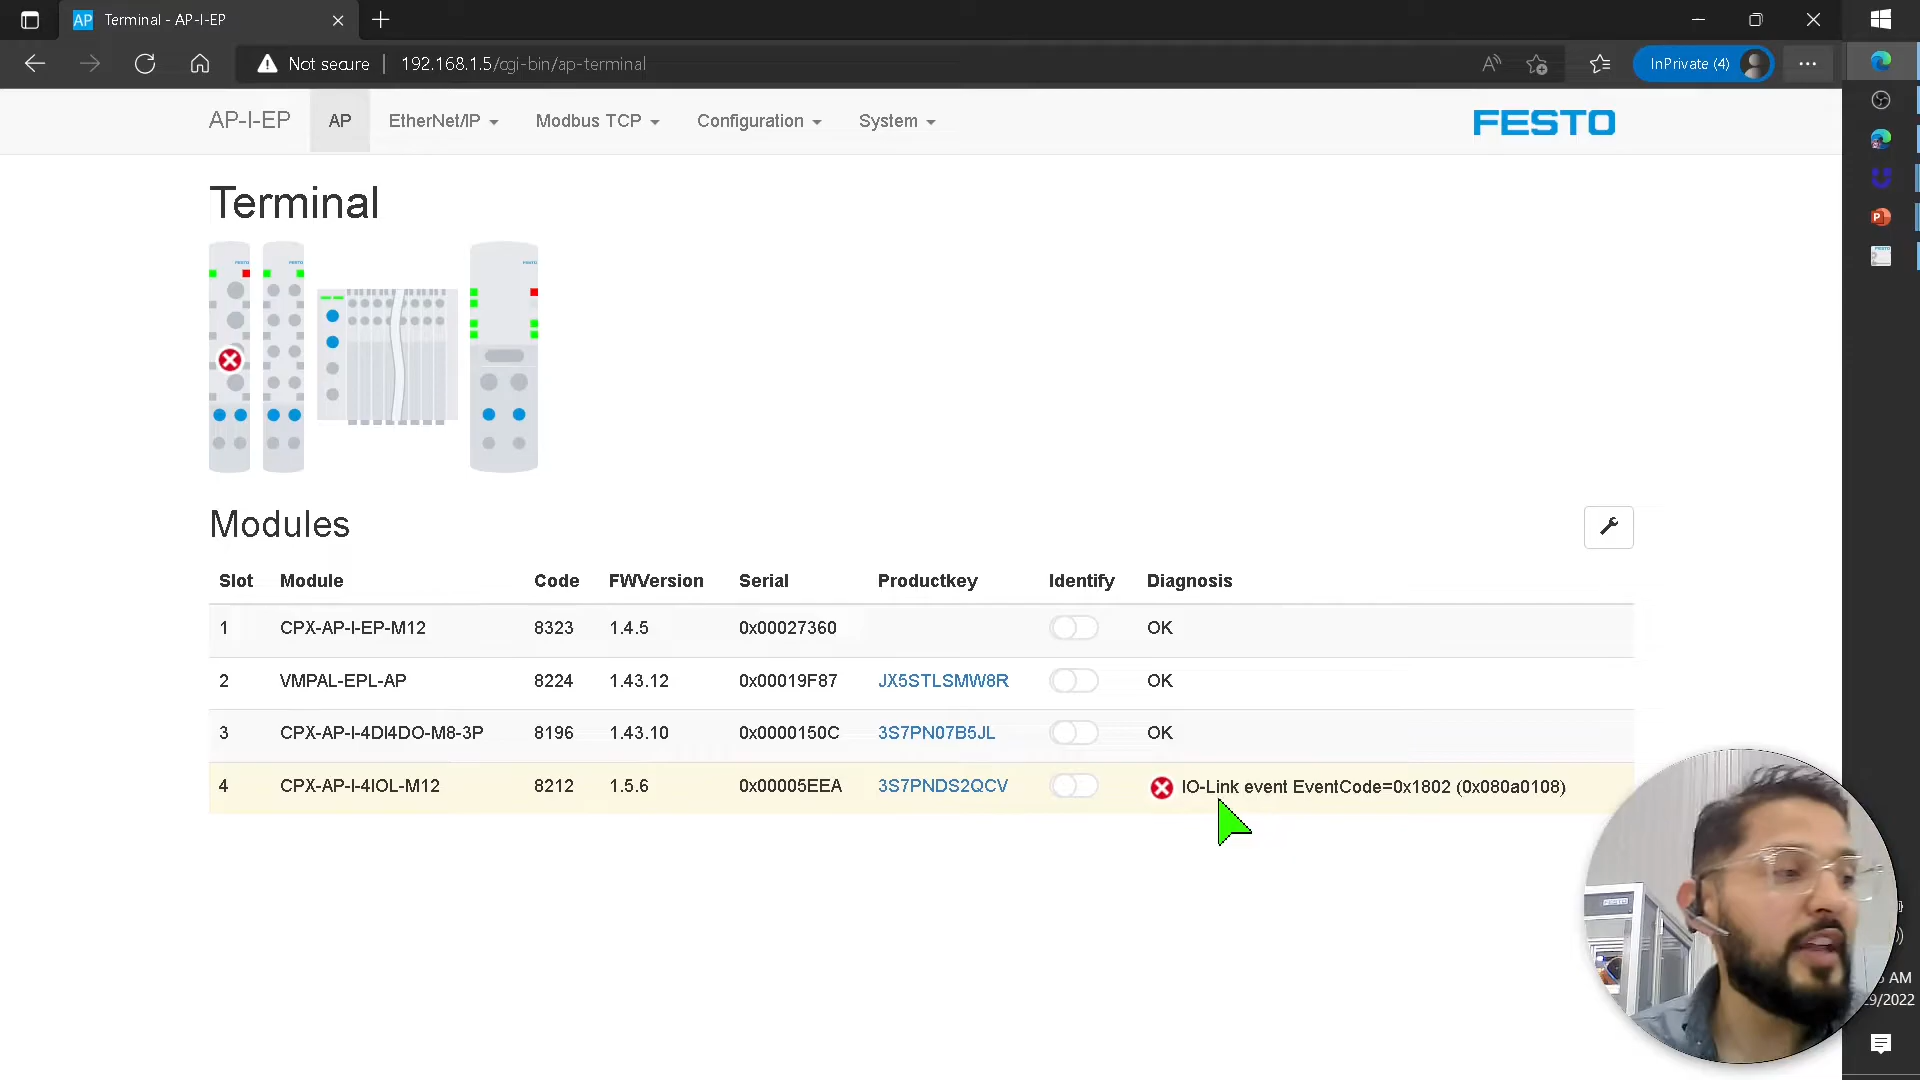 AP Terminal - AP-I-EP
Not secure 192.168.1.5/cgi-bin/ap-terminal
InPrivate (4)
AP-I-EP AP EtherNet/IP Modbus TCP Configuration System
FESTO
Terminal
Modules
Slot Module Code FWVersion Serial Productkey Identify Diagnosis
1 CPX-AP-I-EP-M12 8323 1.4.5 0x00027360 OK
2 VMPAL-EPL-AP 8224 1.43.12 0x00019F87 JX5STLSMW8R OK
3 CPX-AP-I-4DI4DO-M8-3P 8196 1.43.10 0x0000150C 3S7PN07B5JL OK
4 CPX-AP-I-4IOL-M12 8212 1.5.6 0x00005EEA 3S7PNDS2QCV IO-Link event EventCode=0x1802 (0x080a0108)
AM
9/2022